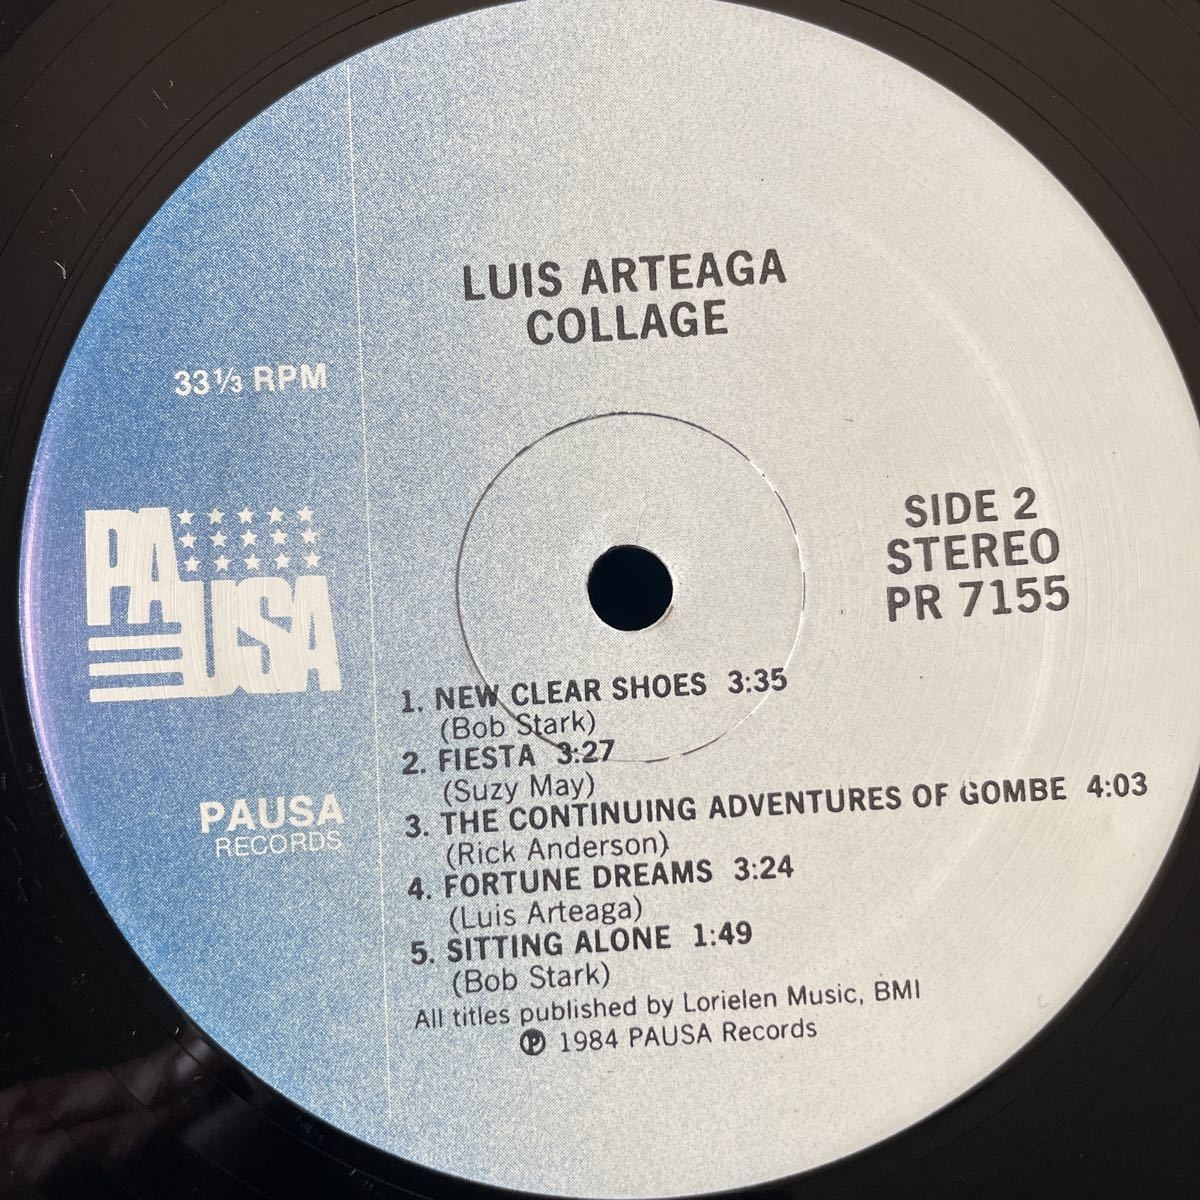 LUIS ARTEAGA
COLLAGE
33 1/3 RPM
PAUSA
PAUSA
RECORDS
SIDE 2
STEREO
PR 7155
1. NEW CLEAR SHOES 3:35
(Bob Stark)
2. FIESTA 3:27
(Suzy May)
3. THE CONTINUING ADVENTURES OF GOMBE 4:03
(Rick Anderson)
4. FORTUNE DREAMS 3:24
(Luis Arteaga)
5. SITTING ALONE 1:49
(Bob Stark)
All titles published by Lorielen Music, BMI
℗ 1984 PAUSA Records